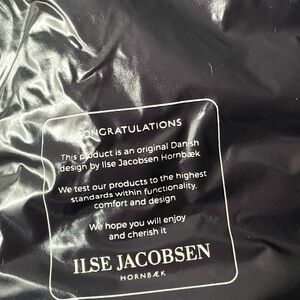 CONGRATULATIONS
This product is an original Danish
design by Ilse Jacobsen Hornbæk
We test our products to the highest
standards within functionality,
comfort and design
We hope you will enjoy
and cherish it
ILSE JACOBSEN
HORNBÆK